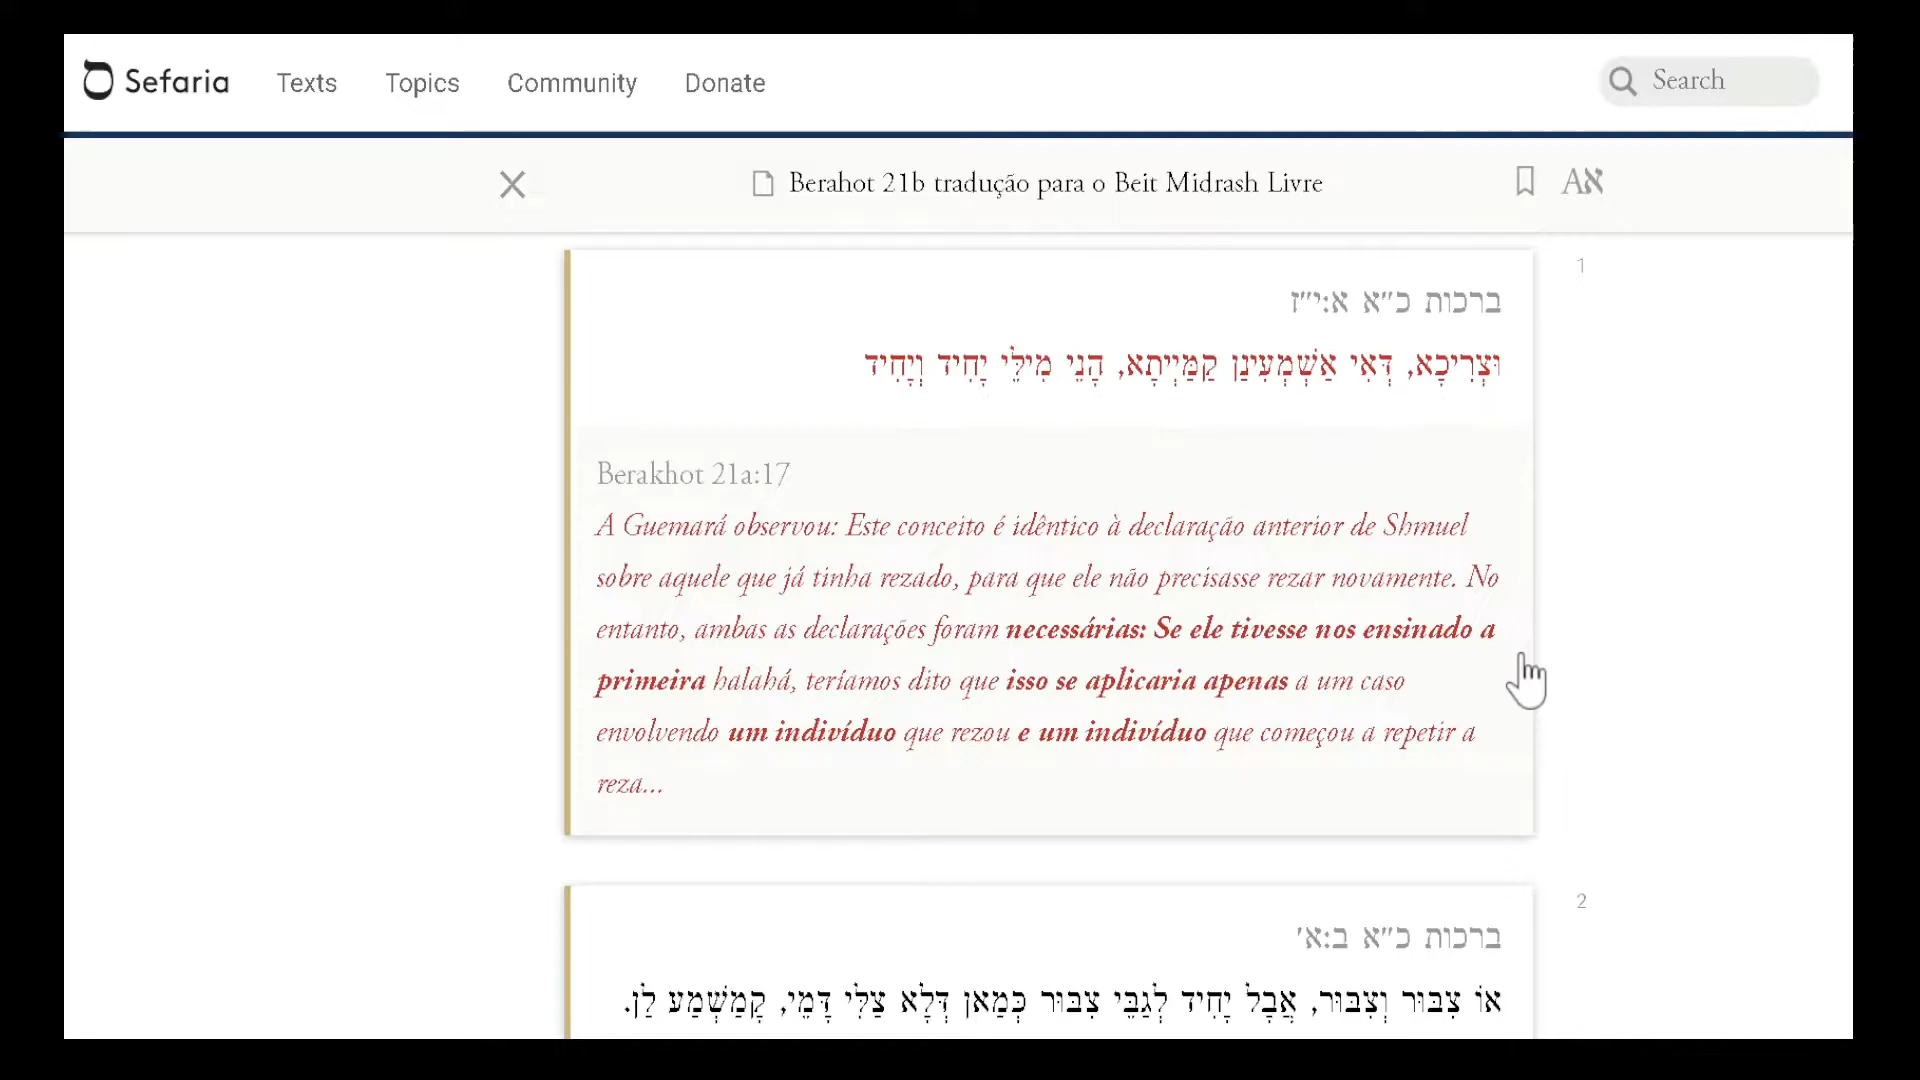 Sefaria Texts Topics Community Donate Search
Berahot 21b tradução para o Beit Midrash Livre Aא
1
ברכות כ״א א:י״ז
וּצְרִיכָא, דְּאִי אַשְׁמְעִינַן קַמַּיְיתָא, הָנֵי מִילֵּי יָחִיד וְיָחִיד
Berakhot 21a:17
A Guemará observou: Este conceito é idêntico à declaração anterior de Shmuel
sobre aquele que já tinha rezado, para que ele não precisasse rezar novamente. No
entanto, ambas as declarações foram necessárias: Se ele tivesse nos ensinado a
primeira halahá, teríamos dito que isso se aplicaria apenas a um caso
envolvendo um indivíduo que rezou e um indivíduo que começou a repetir a
reza...
2
ברכות כ״א ב:א׳
אוֹ צִבּוּר וְצִבּוּר, אֲבָל יָחִיד לְגַבֵּי צִבּוּר כְּמַאן דְּלָא צַלִּי דָּמֵי, קָמַשְׁמַע לַן.